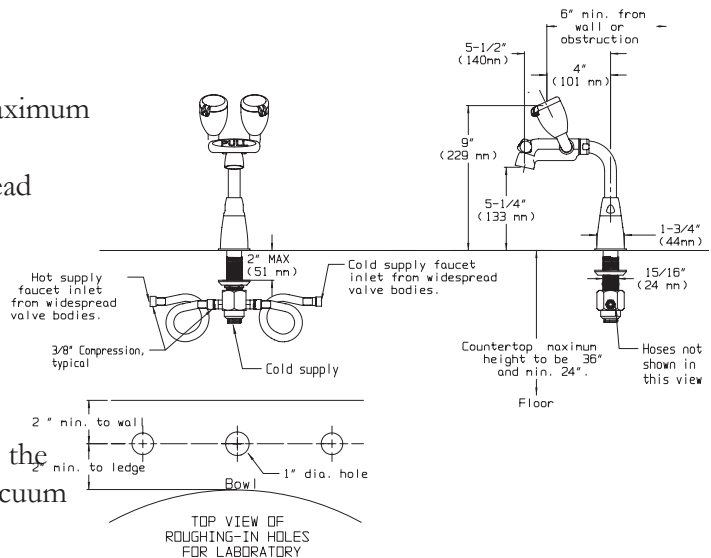 aximum
ead
the
cuum
PULL
2" MAX
(51 mm)
Hot supply
faucet inlet
from widespread
valve bodies.
Cold supply faucet
inlet from widespread
valve bodies.
3/8" Compression,
typical
Cold supply
2 " min. to wall
2" min. to ledge
1" dia. hole
Bowl
TOP VIEW OF
ROUGHING-IN HOLES
FOR LABORATORY
6" min. from
wall or
obstruction
5-1/2"
(140mm)
4"
(101 mm)
9"
(229 mm)
5-1/4"
(133 mm)
1-3/4"
(44mm)
15/16"
(24 mm)
Countertop maximum
height to be 36"
and min. 24".
Floor
Hoses not
shown in
this view